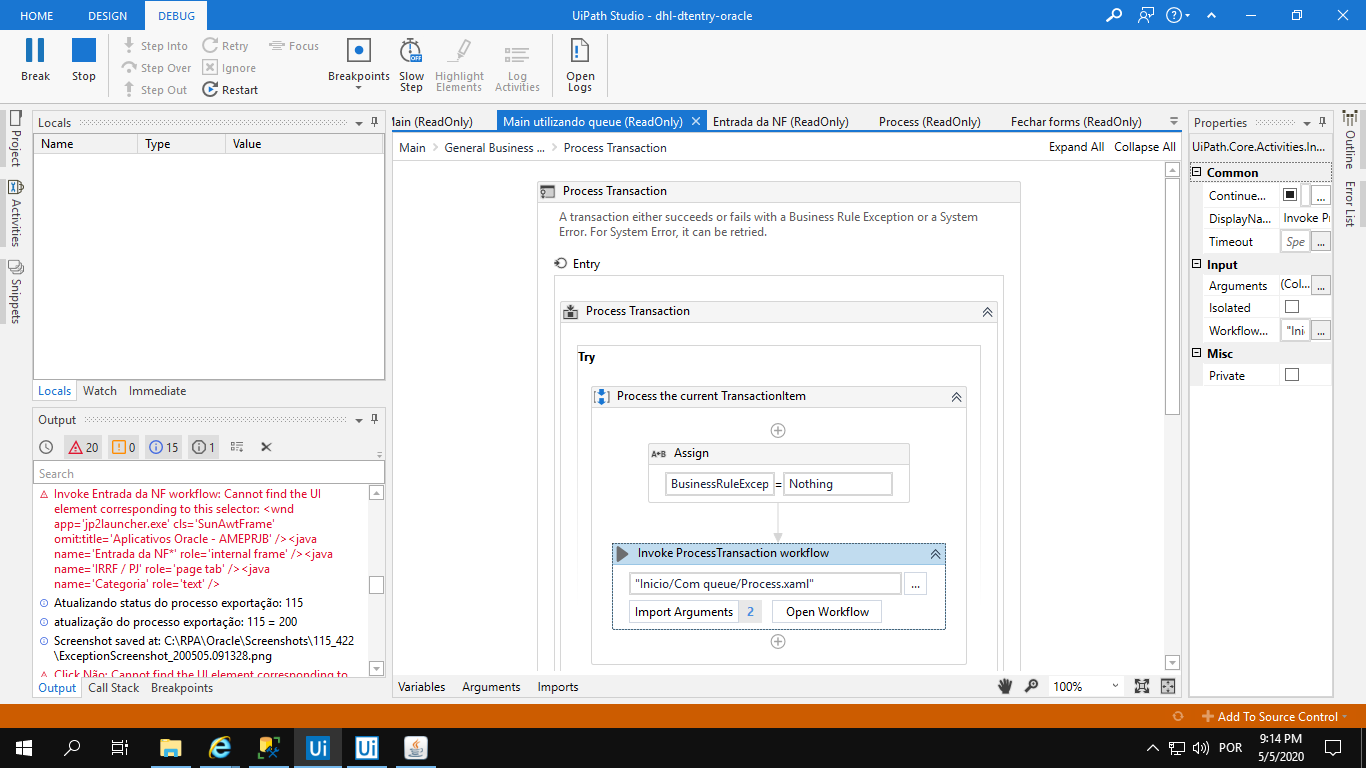 HOME DESIGN DEBUG UiPath Studio - dhl-dtentry-oracle
Break Stop Step Into Step Over Step Out Retry Ignore Restart Focus Breakpoints Slow Step Highlight Elements Log Activities Open Logs
Project
Activities
Snippets
Locals
Name Type Value
Locals Watch Immediate
Output
20 0 15 1
Search
Invoke Entrada da NF workflow: Cannot find the UI
element corresponding to this selector: <wnd
app='jp2launcher.exe' cls='SunAwtFrame'
omit:title='Aplicativos Oracle - AMEPRJB' /><java
name='Entrada da NF*' role='internal frame' /><java
name='IRRF / PJ' role='page tab' /><java
name='Categoria' role='text' />
Atualizando status do processo exportação: 115
atualização do processo exportação: 115 = 200
Screenshot saved at: C:\RPA\Oracle\Screenshots\115_422
\ExceptionScreenshot_200505.091328.png
Click Não: Cannot find the UI element corresponding to
Output Call Stack Breakpoints
Main (ReadOnly) Main utilizando queue (ReadOnly) Entrada da NF (ReadOnly) Process (ReadOnly) Fechar forms (ReadOnly)
Main > General Business ... > Process Transaction Expand All Collapse All
Process Transaction
A transaction either succeeds or fails with a Business Rule Exception or a System
Error. For System Error, it can be retried.
Entry
Process Transaction
Try
Process the current TransactionItem
A*B Assign
BusinessRuleExcep = Nothing
Invoke ProcessTransaction workflow
"Inicio/Com queue/Process.xaml" ...
Import Arguments 2 Open Workflow
Variables Arguments Imports 100%
Properties
UiPath.Core.Activities.In...
Common
Continue... ...
DisplayNa... Invoke Pr
Timeout Spe ...
Input
Arguments (Col... ...
Isolated
Workflow... "Ini ...
Misc
Private
Outline
Error List
Add To Source Control
Ui Ui POR 9:14 PM
5/5/2020